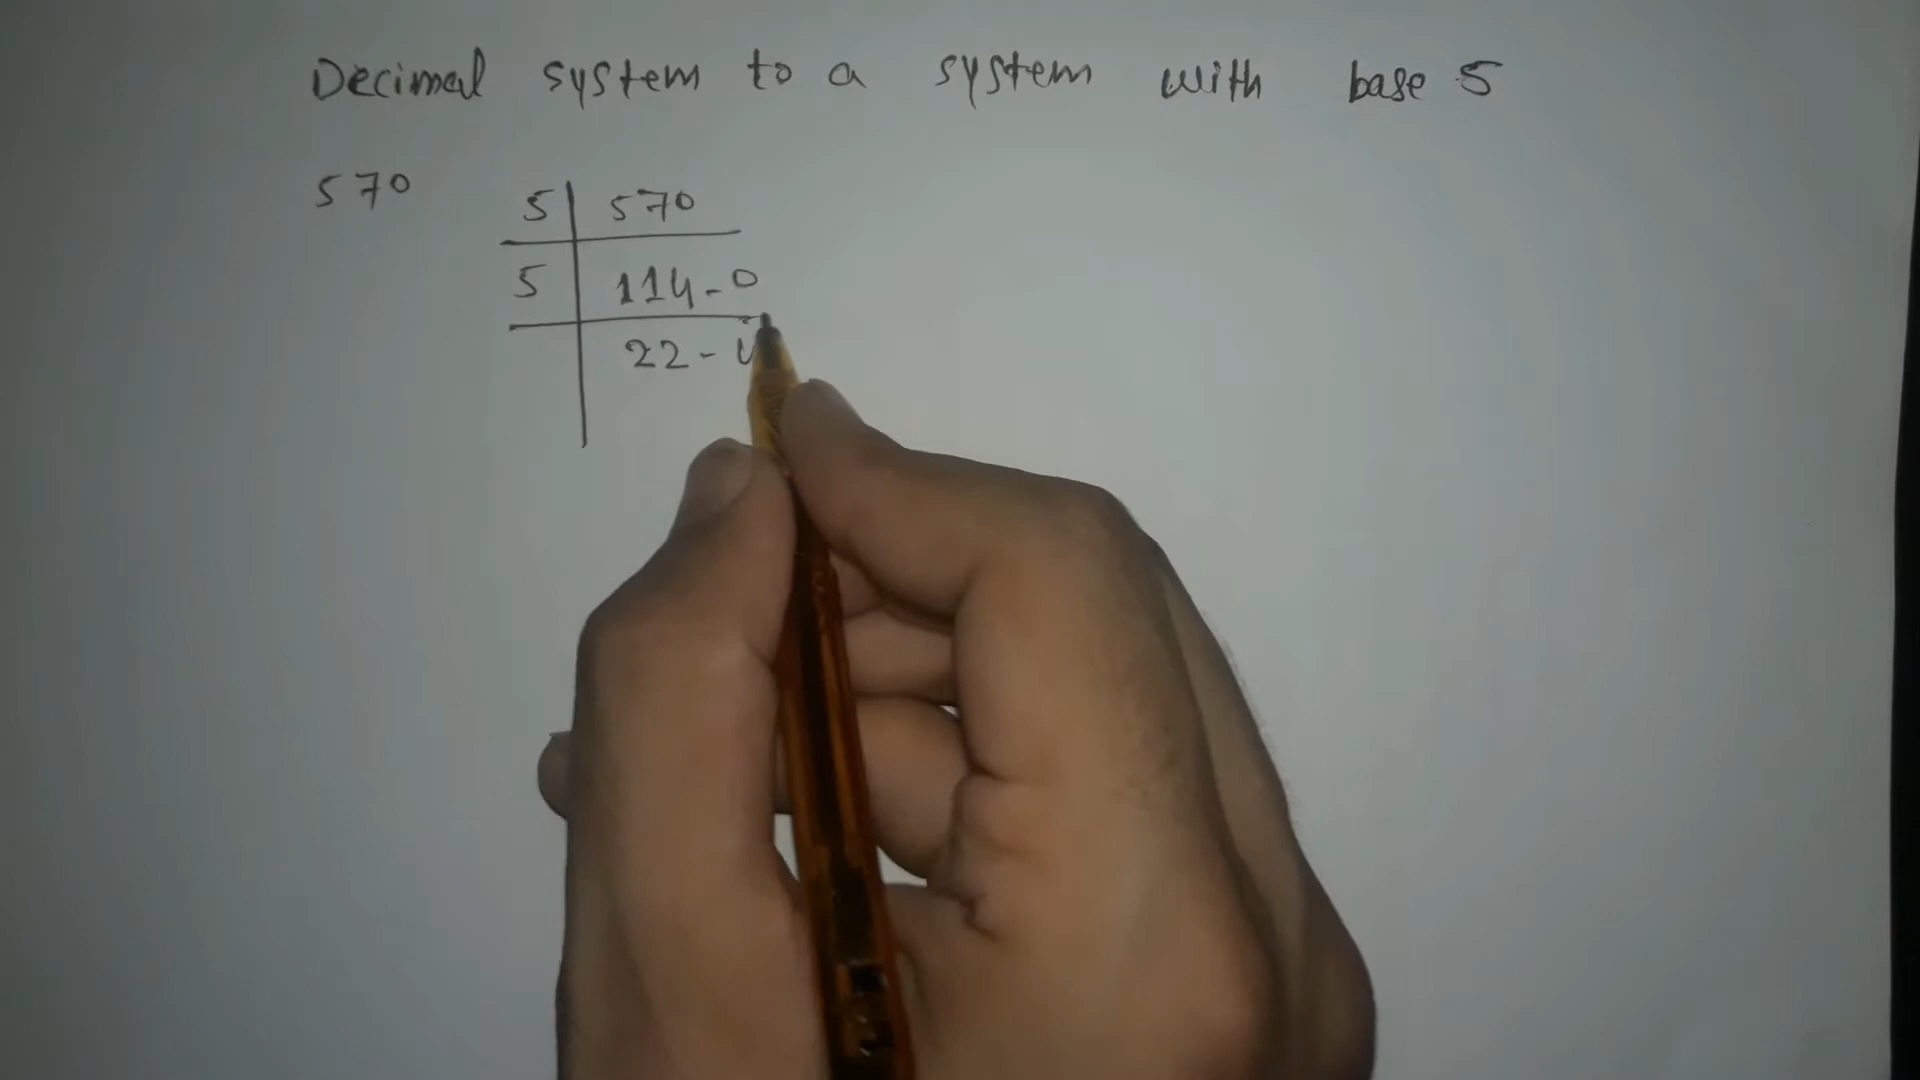 Decimal system to a system with base 5
570
5 | 570
5 | 114-0
22-